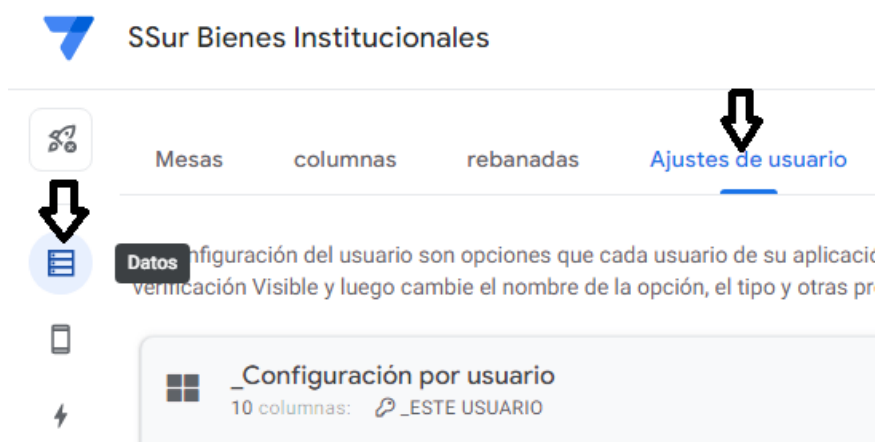 SSur Bienes Institucionales
Mesas columnas rebanadas Ajustes de usuario
Datos nfiguración del usuario son opciones que cada usuario de su aplicació
verificación Visible y luego cambie el nombre de la opción, el tipo y otras pr
_Configuración por usuario
10 columnas: _ESTE USUARIO